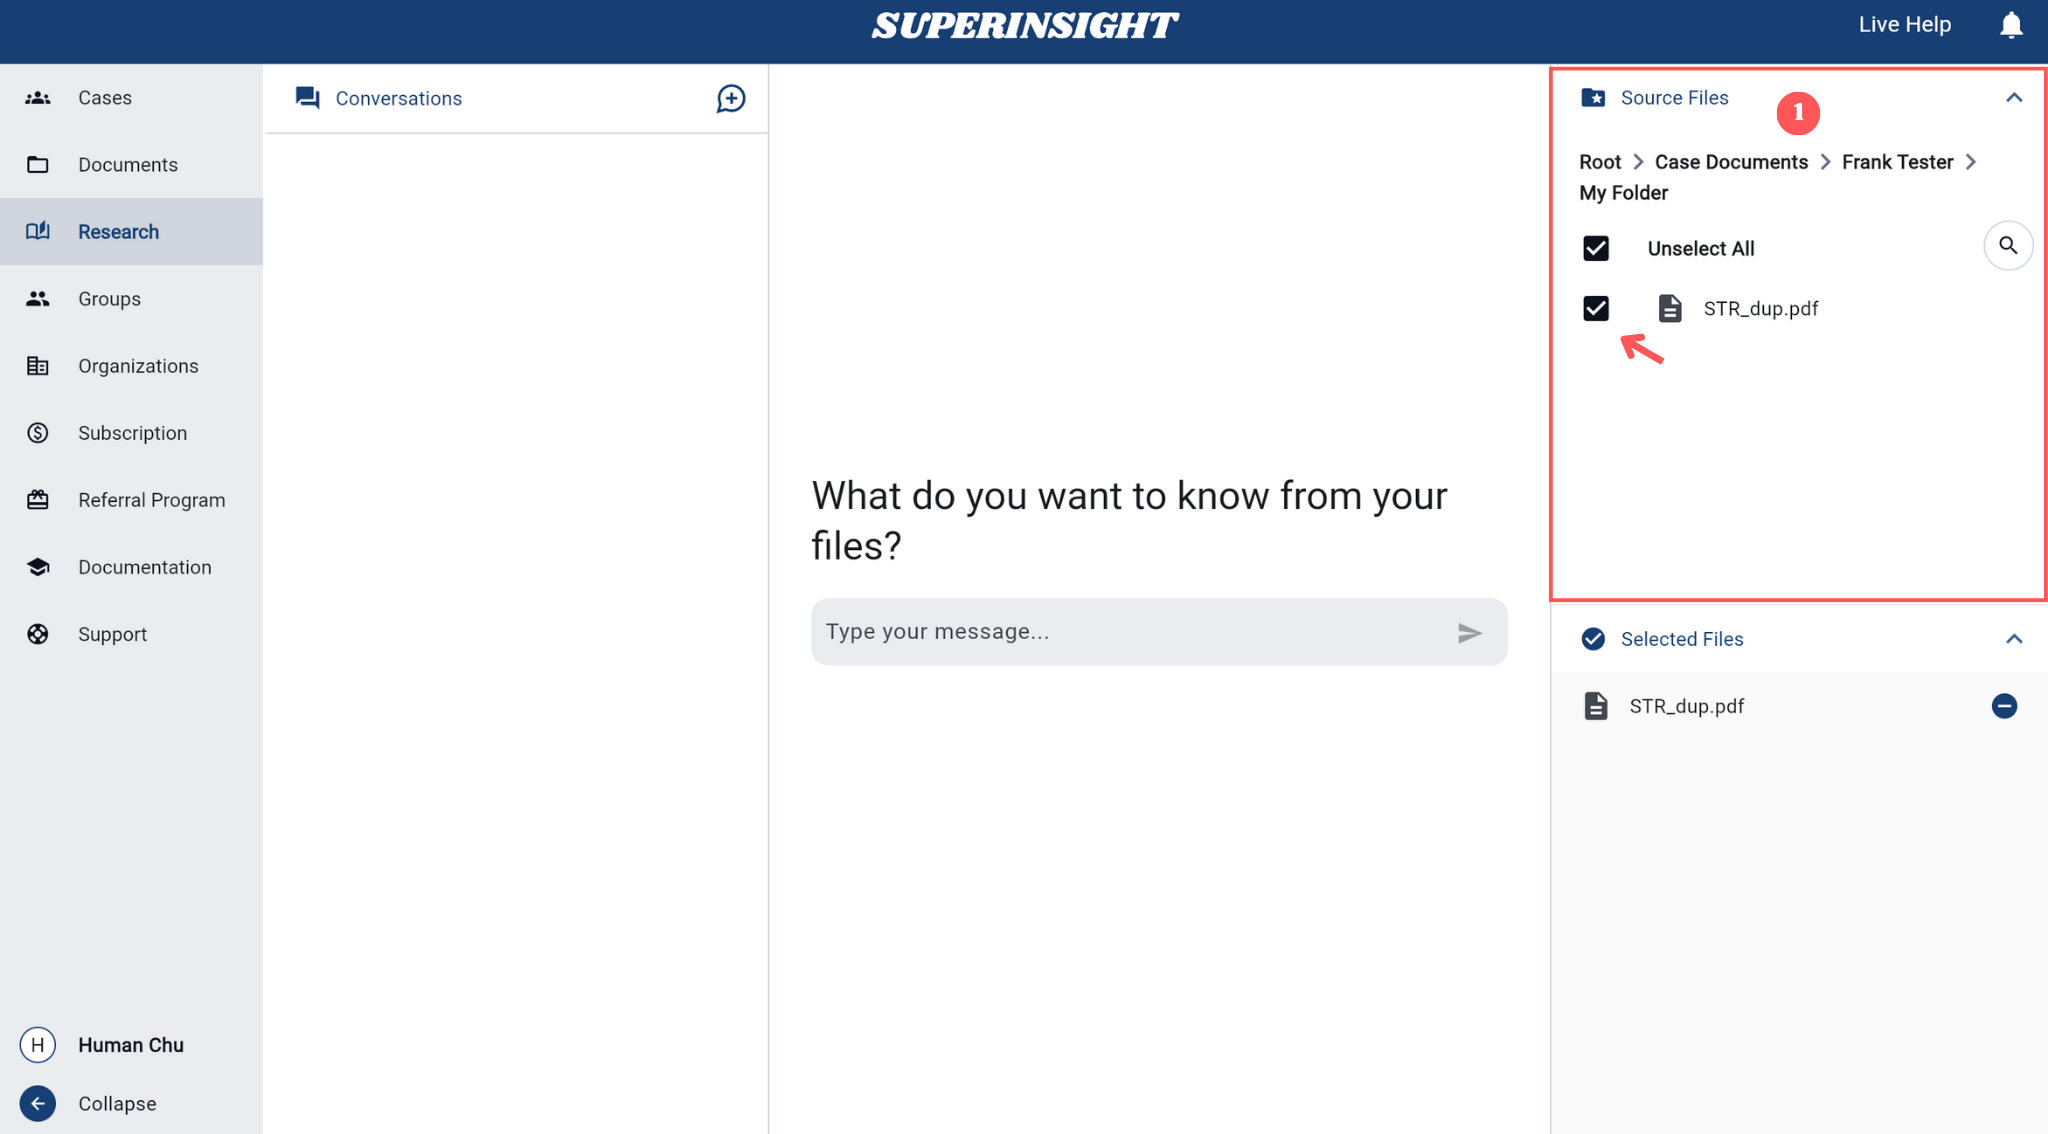 SUPERINSIGHT
Live Help
Cases
Documents
Research
Groups
Organizations
Subscription
Referral Program
Documentation
Support
H Human Chu
Collapse
Conversations
What do you want to know from your
files?
Type your message...
Source Files
1
Root > Case Documents > Frank Tester >
My Folder
Unselect All
STR_dup.pdf
Selected Files
STR_dup.pdf